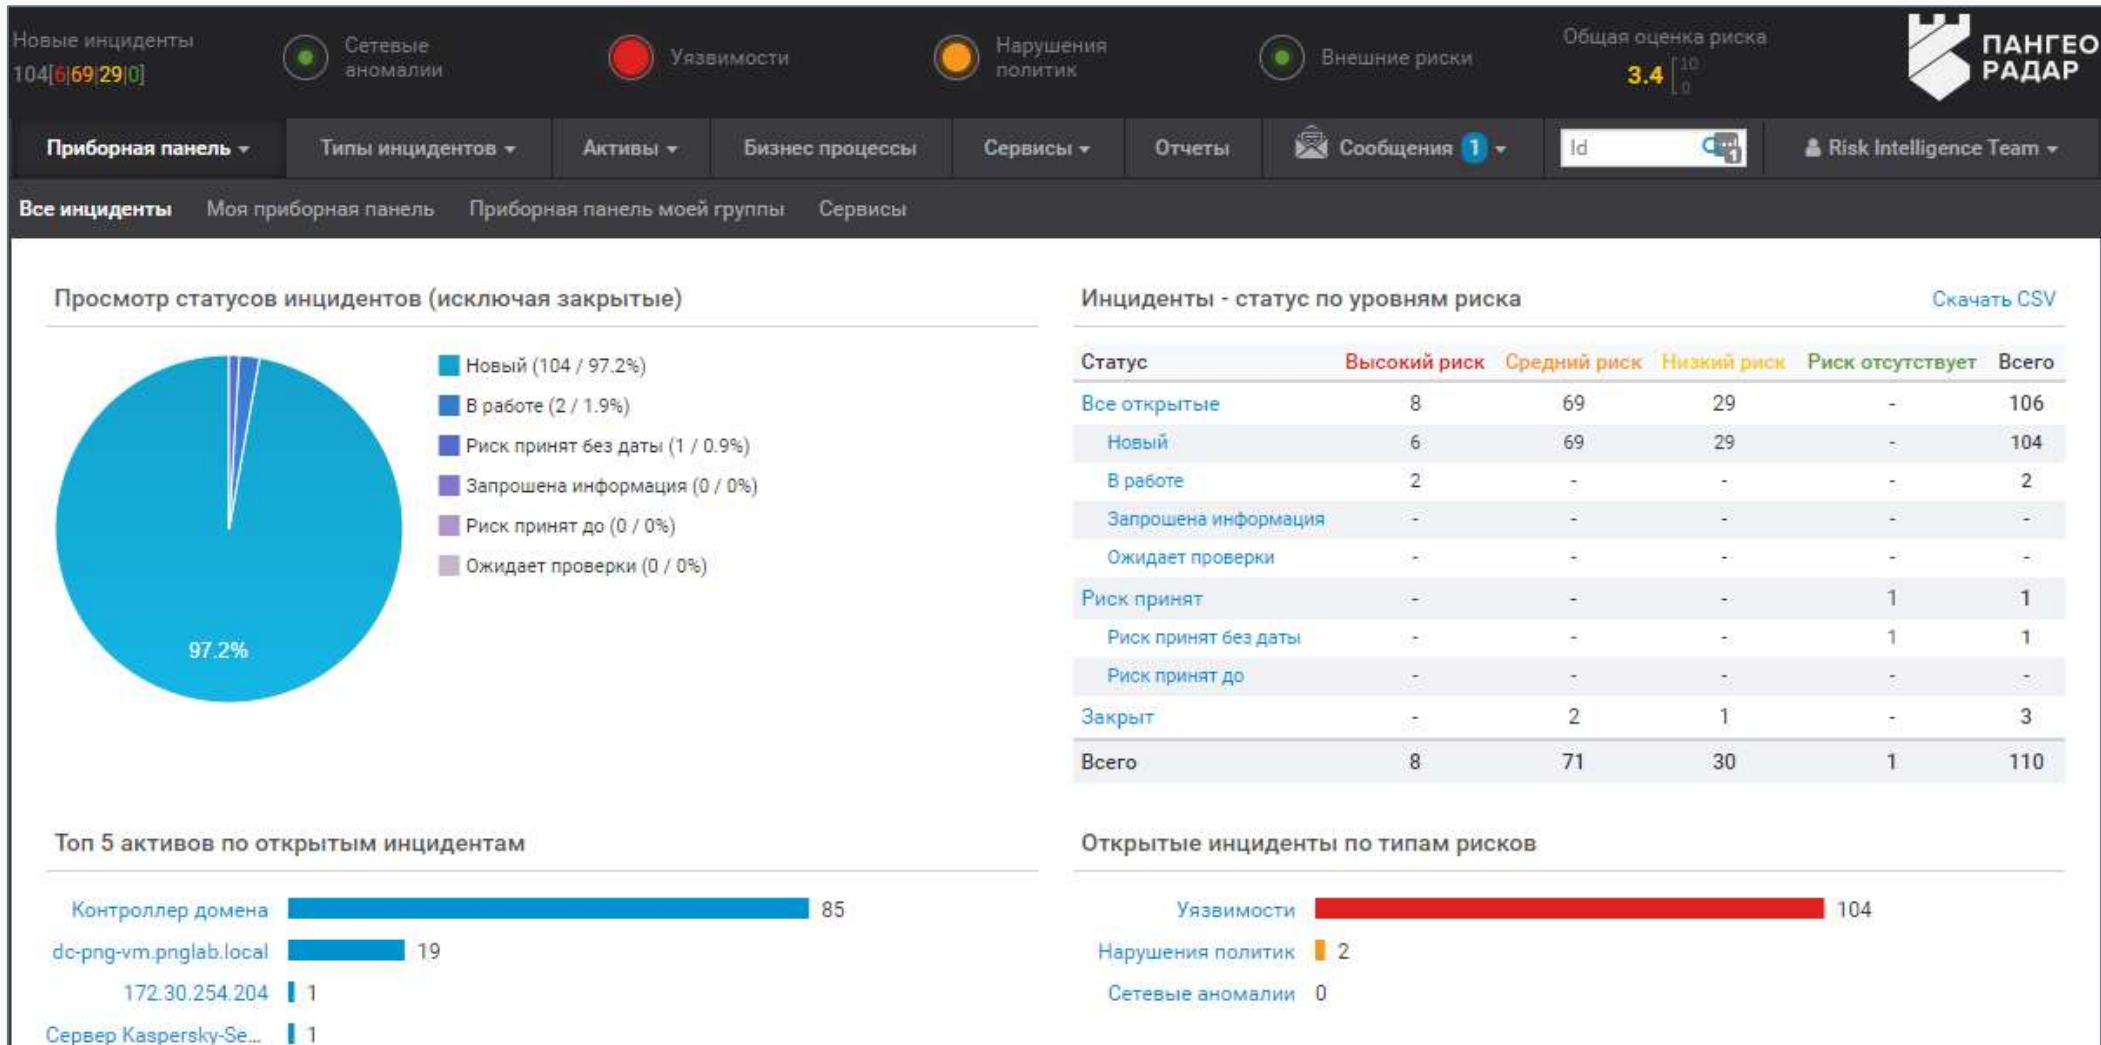 Новые инциденты
104[6|69|29|0]
Сетевые
аномалии
Уязвимости
Нарушения
политик
Внешние риски
Общая оценка риска
3.4
10
0
ПАНГЕО
РАДАР
Приборная панель
Типы инцидентов
Активы
Бизнес процессы
Сервисы
Отчеты
Сообщения 1
Id
1
Risk Intelligence Team
Все инциденты
Моя приборная панель
Приборная панель моей группы
Сервисы
Просмотр статусов инцидентов (исключая закрытые)
Новый (104 / 97.2%)
В работе (2 / 1.9%)
Риск принят без даты (1 / 0.9%)
Запрошена информация (0 / 0%)
Риск принят до (0 / 0%)
Ожидает проверки (0 / 0%)
97.2%
Инциденты - статус по уровням риска
Скачать CSV
Статус Высокий риск Средний риск Низкий риск Риск отсутствует Всего
Все открытые 8 69 29 - 106
Новый 6 69 29 - 104
В работе 2 - - - 2
Запрошена информация - - - - -
Ожидает проверки - - - - -
Риск принят - - - 1 1
Риск принят без даты - - - 1 1
Риск принят до - - - - -
Закрыт - 2 1 - 3
Всего 8 71 30 1 110
Топ 5 активов по открытым инцидентам
Контроллер домена 85
dc-png-vm.pnglab.local 19
172.30.254.204 1
Сервер Kaspersky-Se... 1
Открытые инциденты по типам рисков
Уязвимости 104
Нарушения политик 2
Сетевые аномалии 0